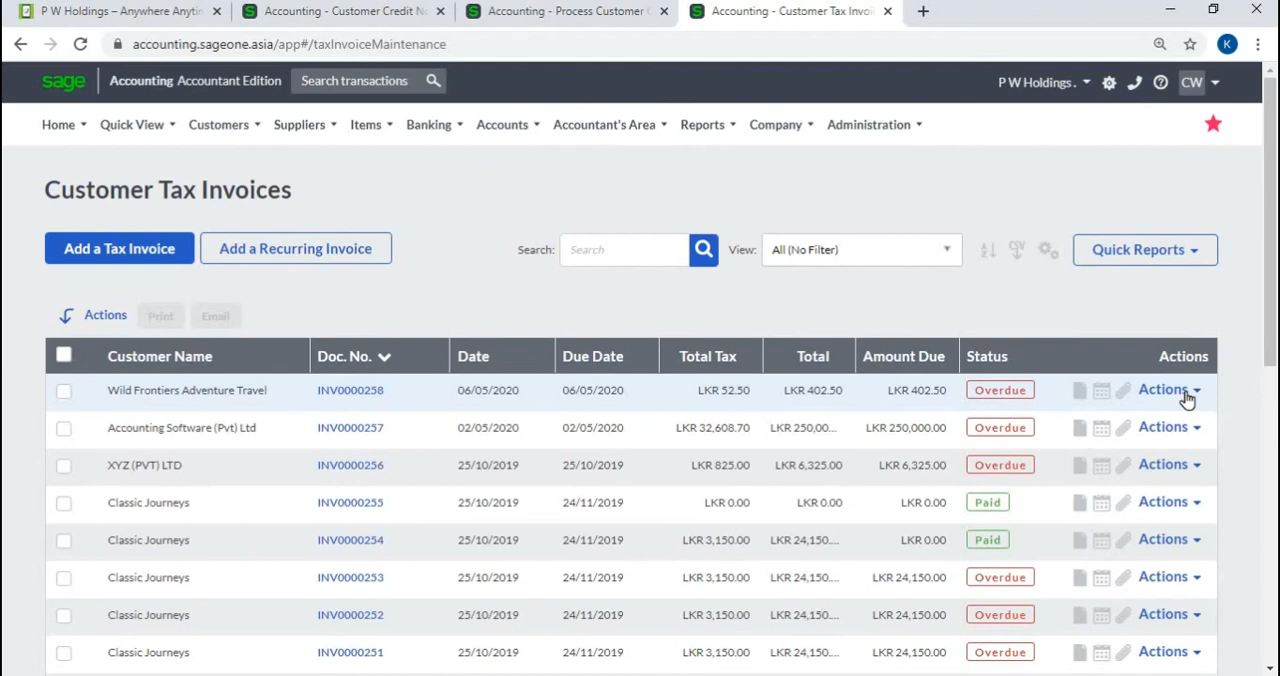 P W Holdings – Anywhere Anytin
Accounting - Customer Credit No
Accounting - Process Customer C
Accounting - Customer Tax Invoi
accounting.sageone.asia/app#/taxInvoiceMaintenance
K
sage Accounting Accountant Edition Search transactions P W Holdings . CW
Home Quick View Customers Suppliers Items Banking Accounts Accountant's Area Reports Company Administration
Customer Tax Invoices
Add a Tax Invoice Add a Recurring Invoice Search: Search View: All (No Filter) CSV Quick Reports
Actions Print Email
Customer Name Doc. No. Date Due Date Total Tax Total Amount Due Status Actions
Wild Frontiers Adventure Travel INV0000258 06/05/2020 06/05/2020 LKR 52.50 LKR 402.50 LKR 402.50 Overdue Actions
Accounting Software (Pvt) Ltd INV0000257 02/05/2020 02/05/2020 LKR 32,608.70 LKR 250,00... LKR 250,000.00 Overdue Actions
XYZ (PVT) LTD INV0000256 25/10/2019 25/10/2019 LKR 825.00 LKR 6,325.00 LKR 6,325.00 Overdue Actions
Classic Journeys INV0000255 25/10/2019 24/11/2019 LKR 0.00 LKR 0.00 LKR 0.00 Paid Actions
Classic Journeys INV0000254 25/10/2019 24/11/2019 LKR 3,150.00 LKR 24,150.... LKR 0.00 Paid Actions
Classic Journeys INV0000253 25/10/2019 24/11/2019 LKR 3,150.00 LKR 24,150.... LKR 24,150.00 Overdue Actions
Classic Journeys INV0000252 25/10/2019 24/11/2019 LKR 3,150.00 LKR 24,150.... LKR 24,150.00 Overdue Actions
Classic Journeys INV0000251 25/10/2019 24/11/2019 LKR 3,150.00 LKR 24,150.... LKR 24,150.00 Overdue Actions